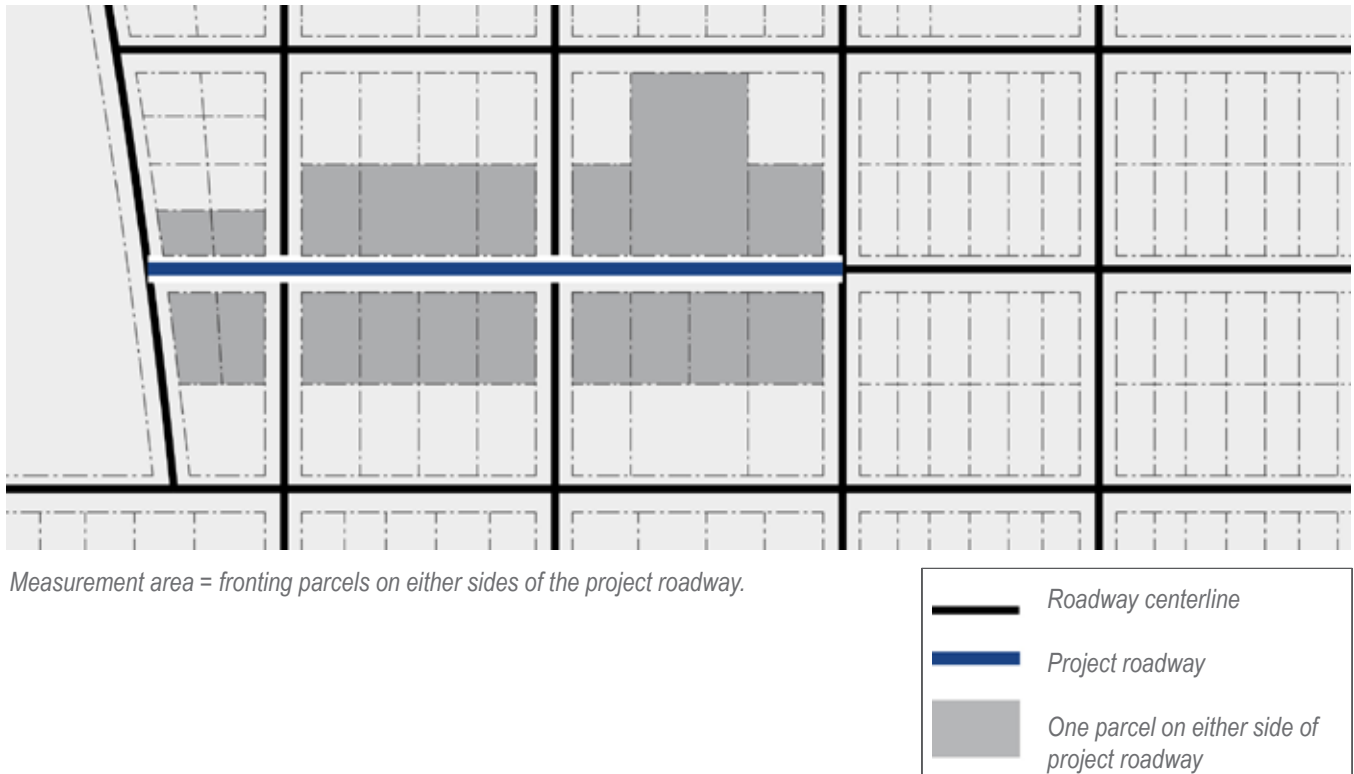 Measurement area = fronting parcels on either sides of the project roadway.
Roadway centerline
Project roadway
One parcel on either side of
project roadway